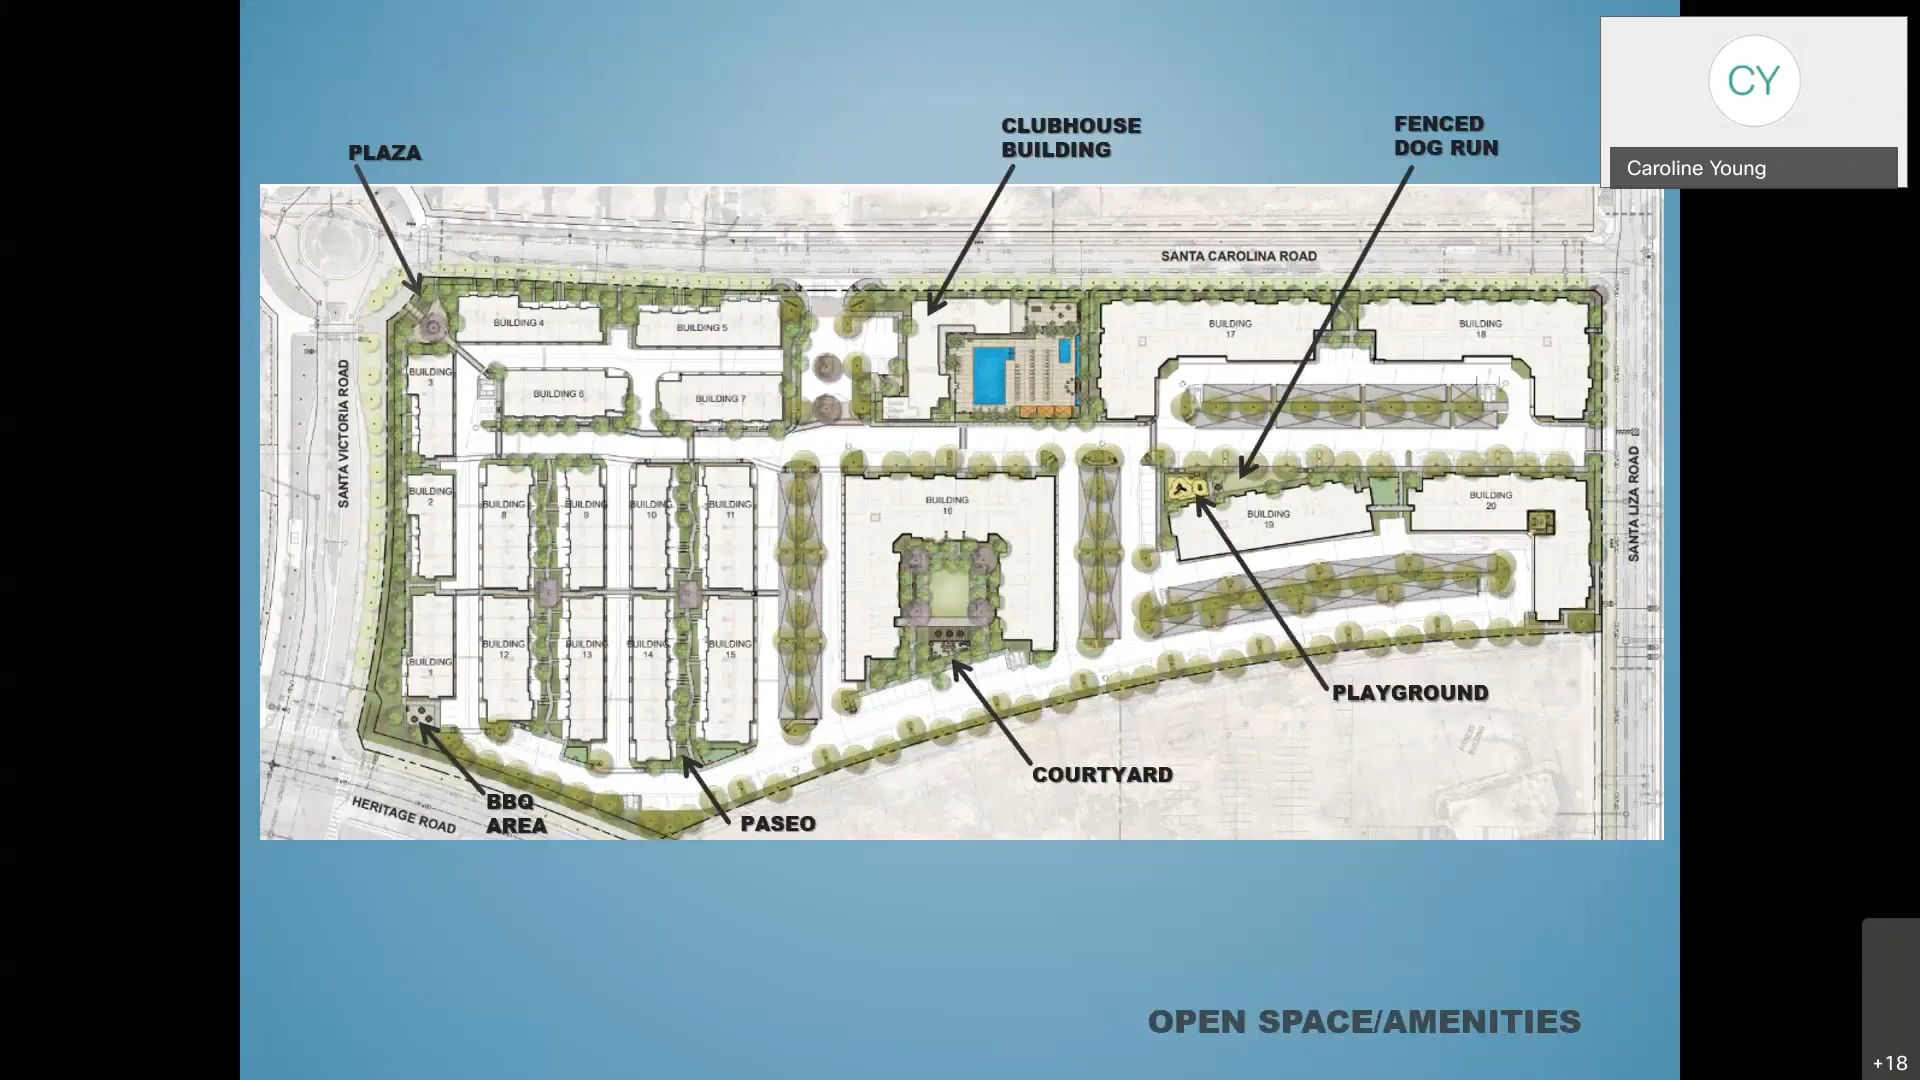 CY
Caroline Young
PLAZA
CLUBHOUSE
BUILDING
FENCED
DOG RUN
SANTA CAROLINA ROAD
SANTA VICTORIA ROAD
SANTA LIZA ROAD
HERITAGE ROAD
BUILDING 4
BUILDING 5
BUILDING
17
BUILDING
18
BUILDING
3
BUILDING 6
BUILDING 7
BUILDING
2
BUILDING
8
BUILDING
9
BUILDING
10
BUILDING
11
BUILDING
16
BUILDING
19
BUILDING
20
BUILDING
1
BUILDING
12
BUILDING
13
BUILDING
14
BUILDING
15
PLAYGROUND
COURTYARD
BBQ
AREA
PASEO
OPEN SPACE/AMENITIES
+18